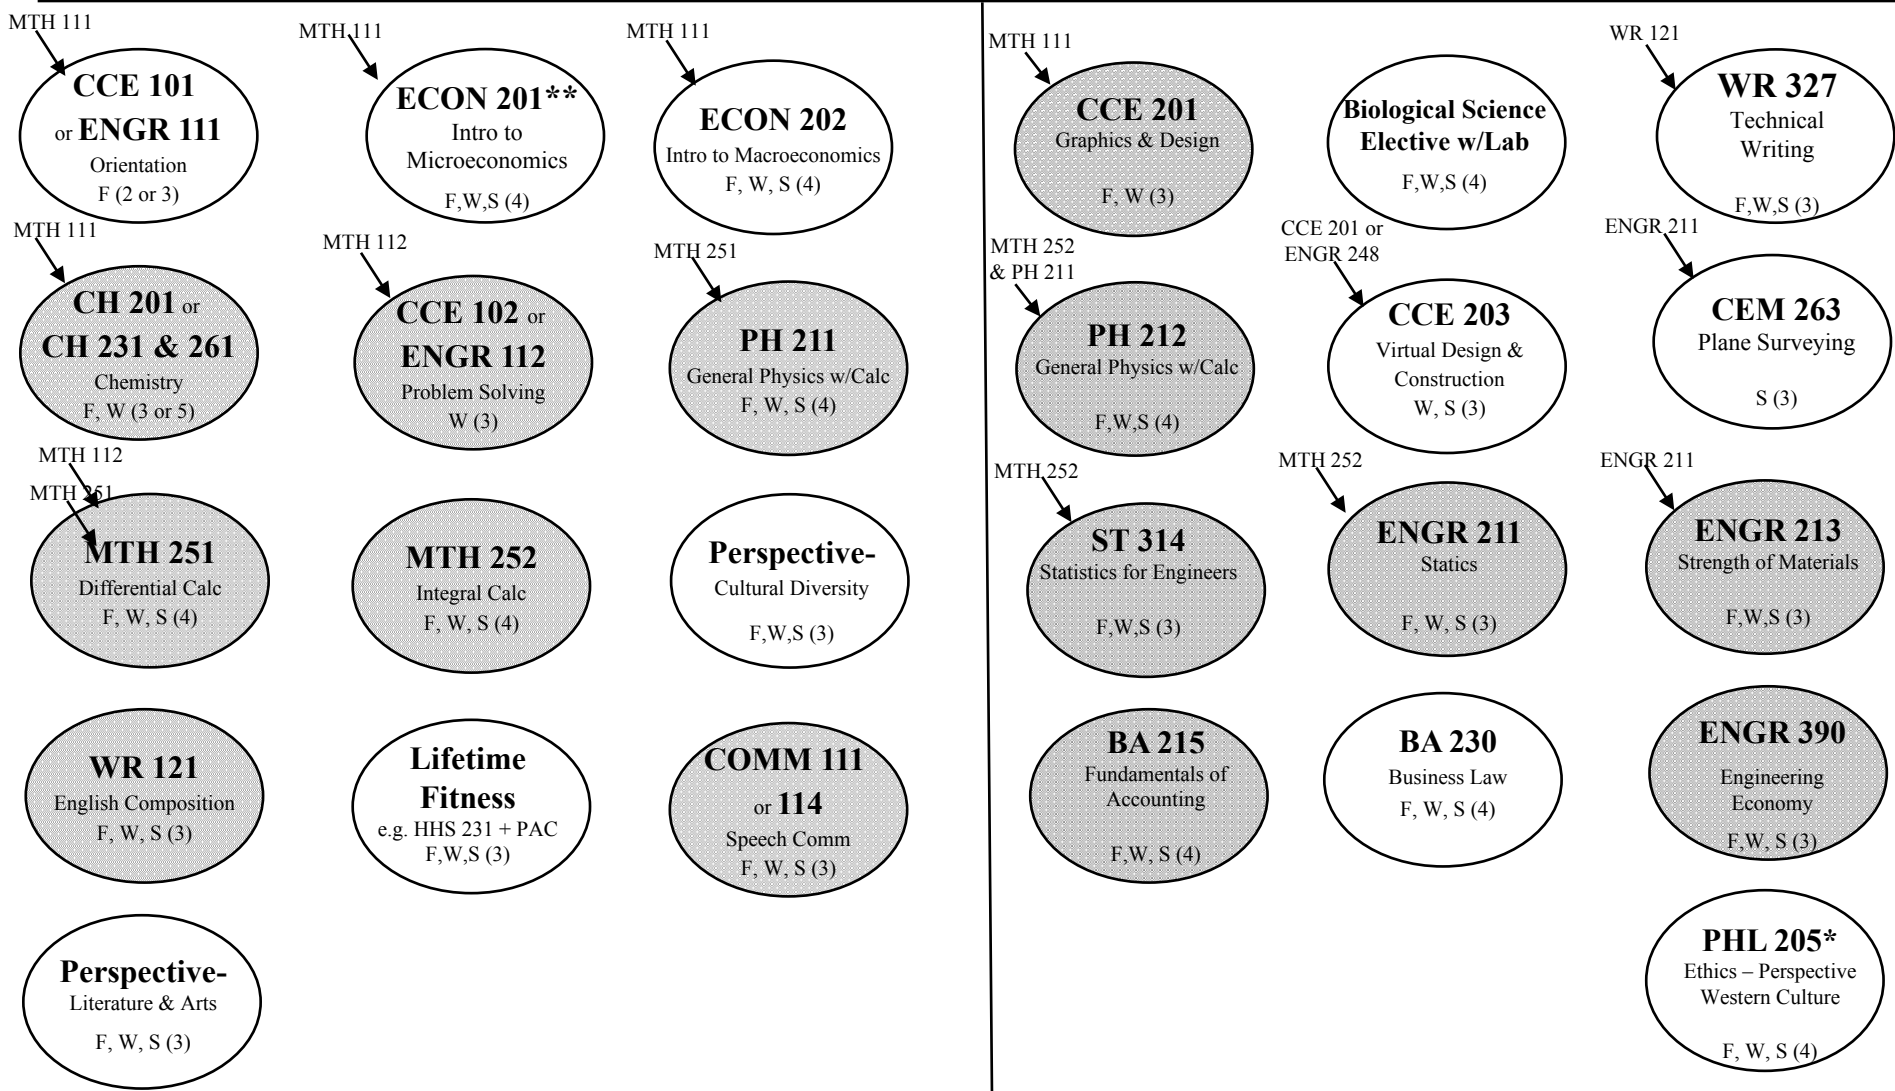 MTH 111
CCE 101
or ENGR 111
Orientation
F (2 or 3)
MTH 111
ECON 201**
Intro to
Microeconomics
F,W,S (4)
MTH 111
ECON 202
Intro to Macroeconomics
F, W, S (4)
MTH 111
CH 201 or
CH 231 & 261
Chemistry
F, W (3 or 5)
MTH 112
CCE 102 or
ENGR 112
Problem Solving
W (3)
MTH 251
PH 211
General Physics w/Calc
F, W, S (4)
MTH 112
MTH 251
MTH 251
Differential Calc
F, W, S (4)
MTH 252
Integral Calc
F, W, S (4)
Perspective-
Cultural Diversity
F,W,S (3)
WR 121
English Composition
F, W, S (3)
Lifetime
Fitness
e.g. HHS 231 + PAC
F,W,S (3)
COMM 111
or 114
Speech Comm
F, W, S (3)
Perspective-
Literature & Arts
F, W, S (3)
MTH 111
CCE 201
Graphics & Design
F, W (3)
Biological Science
Elective w/Lab
F,W,S (4)
WR 121
WR 327
Technical
Writing
F,W,S (3)
MTH 252
& PH 211
PH 212
General Physics w/Calc
F,W,S (4)
CCE 201 or
ENGR 248
CCE 203
Virtual Design &
Construction
W, S (3)
ENGR 211
CEM 263
Plane Surveying
S (3)
MTH 252
ST 314
Statistics for Engineers
F,W,S (3)
MTH 252
ENGR 211
Statics
F, W, S (3)
ENGR 211
ENGR 213
Strength of Materials
F,W,S (3)
BA 215
Fundamentals of
Accounting
F,W, S (4)
BA 230
Business Law
F, W, S (4)
ENGR 390
Engineering
Economy
F,W, S (3)
PHL 205*
Ethics – Perspective
Western Culture
F, W, S (4)